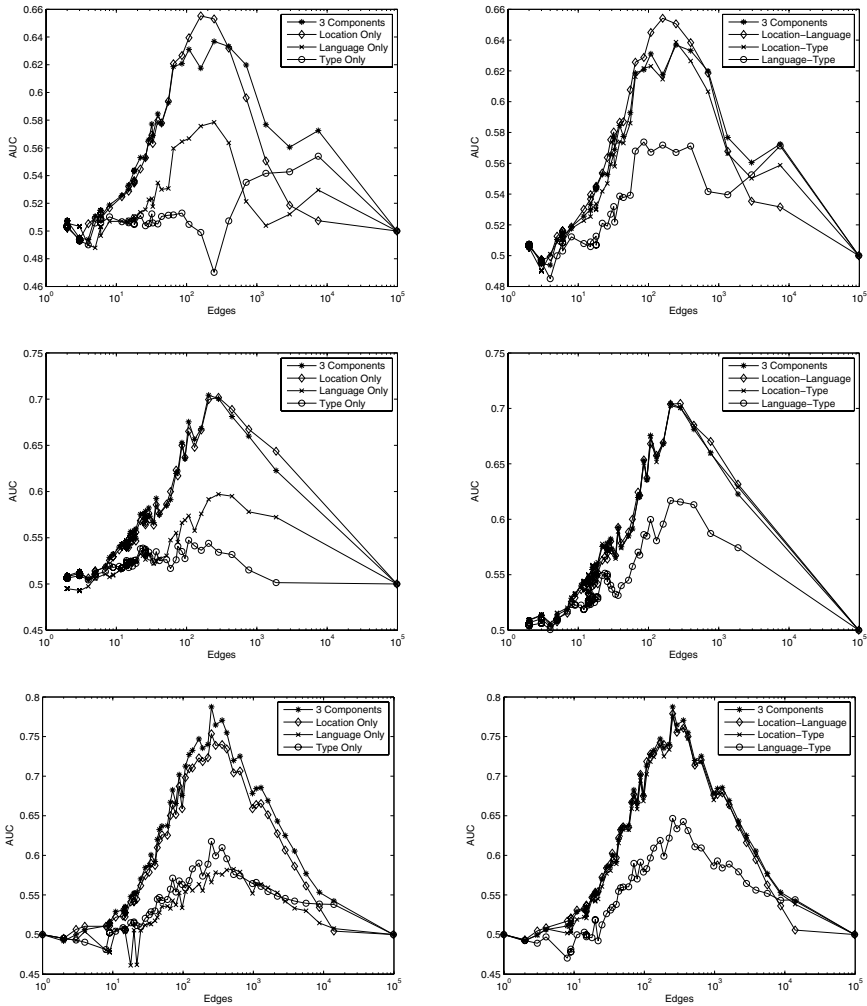 0.66
0.64
0.62
0.6
0.58
0.56
0.54
0.52
0.5
0.48
0.46
AUC
10^0
10^1
10^2
10^3
10^4
10^5
Edges
3 Components
Location Only
Language Only
Type Only
0.66
0.64
0.62
0.6
0.58
0.56
0.54
0.52
0.5
0.48
AUC
10^0
10^1
10^2
10^3
10^4
10^5
Edges
3 Components
Location-Language
Location-Type
Language-Type
0.75
0.7
0.65
0.6
0.55
0.5
0.45
AUC
10^0
10^1
10^2
10^3
10^4
10^5
Edges
3 Components
Location Only
Language Only
Type Only
0.75
0.7
0.65
0.6
0.55
0.5
AUC
10^0
10^1
10^2
10^3
10^4
10^5
Edges
3 Components
Location-Language
Location-Type
Language-Type
0.8
0.75
0.7
0.65
0.6
0.55
0.5
0.45
AUC
10^0
10^1
10^2
10^3
10^4
10^5
Edges
3 Components
Location Only
Language Only
Type Only
0.8
0.75
0.7
0.65
0.6
0.55
0.5
0.45
AUC
10^0
10^1
10^2
10^3
10^4
10^5
Edges
3 Components
Location-Language
Location-Type
Language-Type